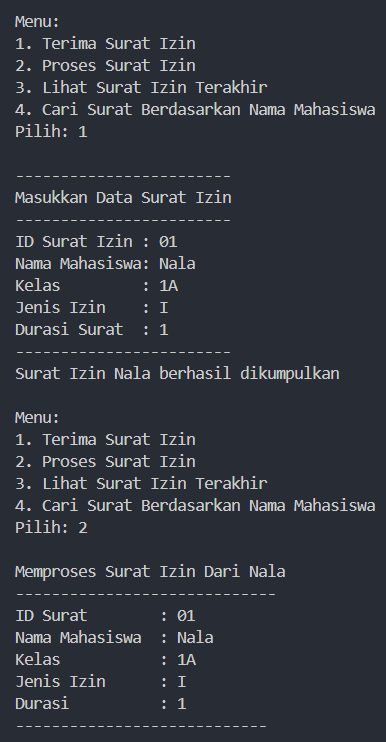 Menu:
1. Terima Surat Izin
2. Proses Surat Izin
3. Lihat Surat Izin Terakhir
4. Cari Surat Berdasarkan Nama Mahasiswa
Pilih: 1
------------------------
Masukkan Data Surat Izin
------------------------
ID Surat Izin : 01
Nama Mahasiswa: Nala
Kelas         : 1A
Jenis Izin    : I
Durasi Surat  : 1
------------------------
Surat Izin Nala berhasil dikumpulkan
Menu:
1. Terima Surat Izin
2. Proses Surat Izin
3. Lihat Surat Izin Terakhir
4. Cari Surat Berdasarkan Nama Mahasiswa
Pilih: 2
Memproses Surat Izin Dari Nala
-----------------------------
ID Surat        : 01
Nama Mahasiswa  : Nala
Kelas           : 1A
Jenis Izin      : I
Durasi          : 1
----------------------------